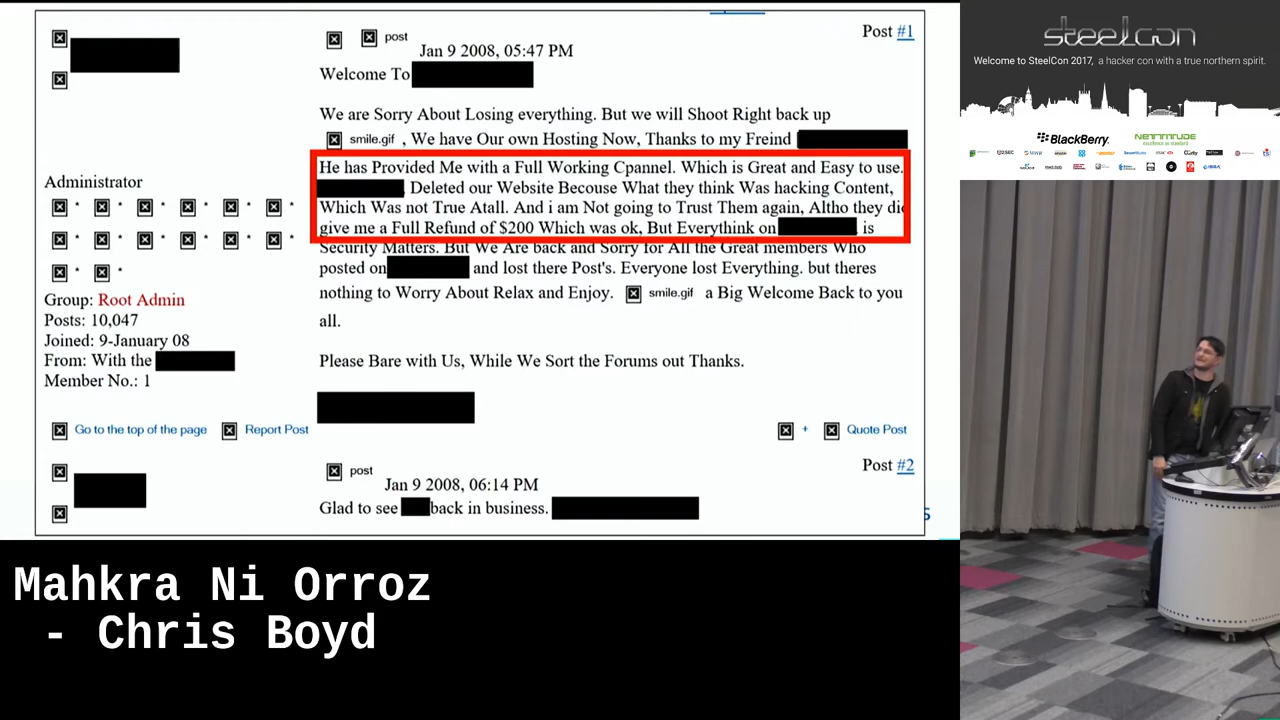 post
Post #1
Jan 9 2008, 05:47 PM
Welcome To
We are Sorry About Losing everything. But we will Shoot Right back up
smile.gif , We have Our own Hosting Now, Thanks to my Freind
He has Provided Me with a Full Working Cpannel. Which is Great and Easy to use.
Deleted our Website Becouse What they think Was hacking Content,
Which Was not True Atall. And i am Not going to Trust Them again, Altho they
give me a Full Refund of $200 Which was ok, But Everythink on is
Security Matters. But We Are back and Sorry for All the Great members Who
posted on and lost there Post's. Everyone lost Everything. but theres
nothing to Worry About Relax and Enjoy. smile.gif a Big Welcome Back to you
all.
Please Bare with Us, While We Sort the Forums out Thanks.
Administrator
Group: Root Admin
Posts: 10,047
Joined: 9-January 08
From: With the
Member No.: 1
Go to the top of the page
Report Post
+
Quote Post
post
Post #2
Jan 9 2008, 06:14 PM
Glad to see back in business.
Mahkra Ni Orroz
- Chris Boyd
steelcon
Welcome to SteelCon 2017, a hacker con with a true northern spirit.
BlackBerry.
NETTITUDE